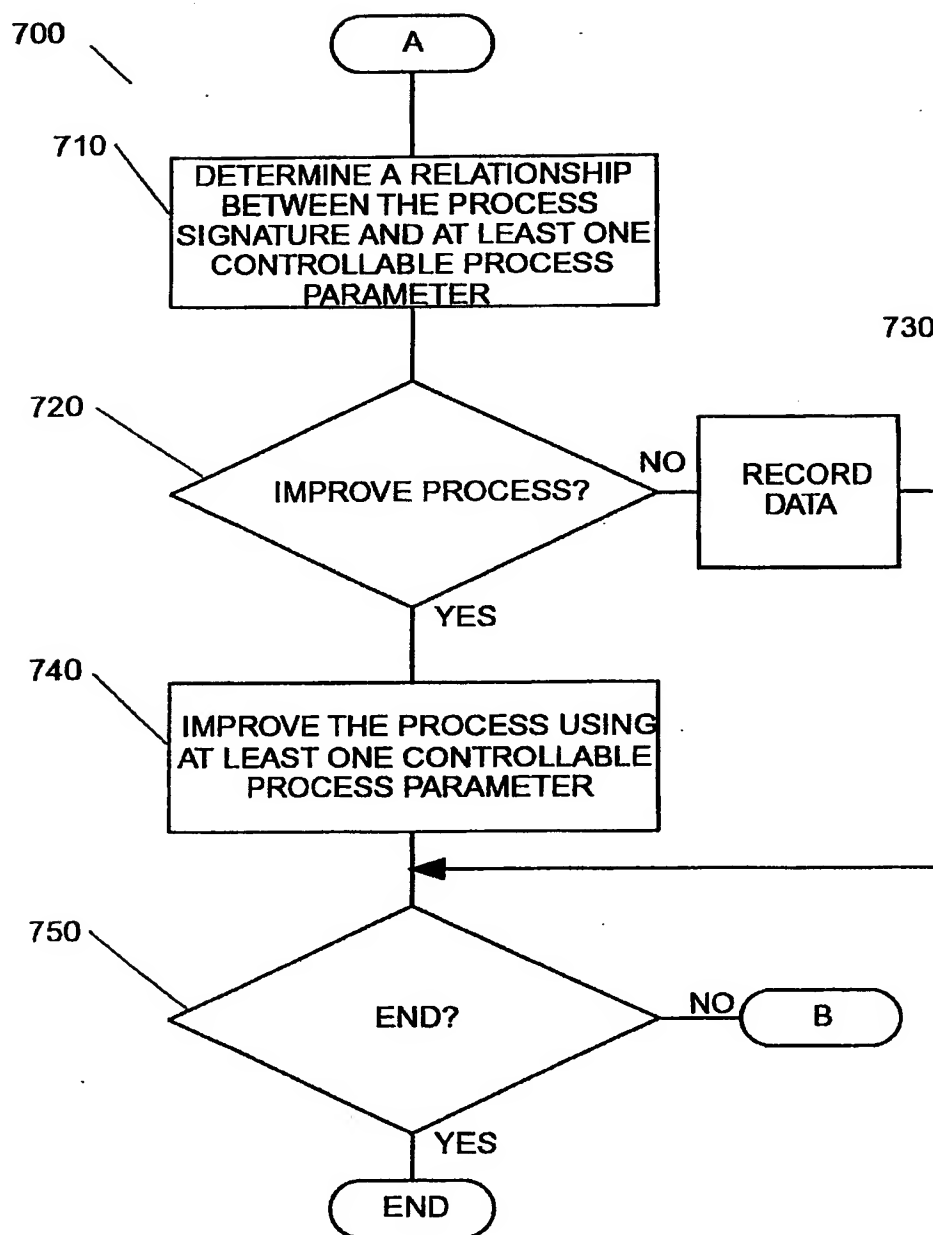 700
A
710
DETERMINE A RELATIONSHIP
BETWEEN THE PROCESS
SIGNATURE AND AT LEAST ONE
CONTROLLABLE PROCESS
PARAMETER
730
720
IMPROVE PROCESS?
NO
RECORD
DATA
YES
740
IMPROVE THE PROCESS USING
AT LEAST ONE CONTROLLABLE
PROCESS PARAMETER
750
END?
NO
B
YES
END